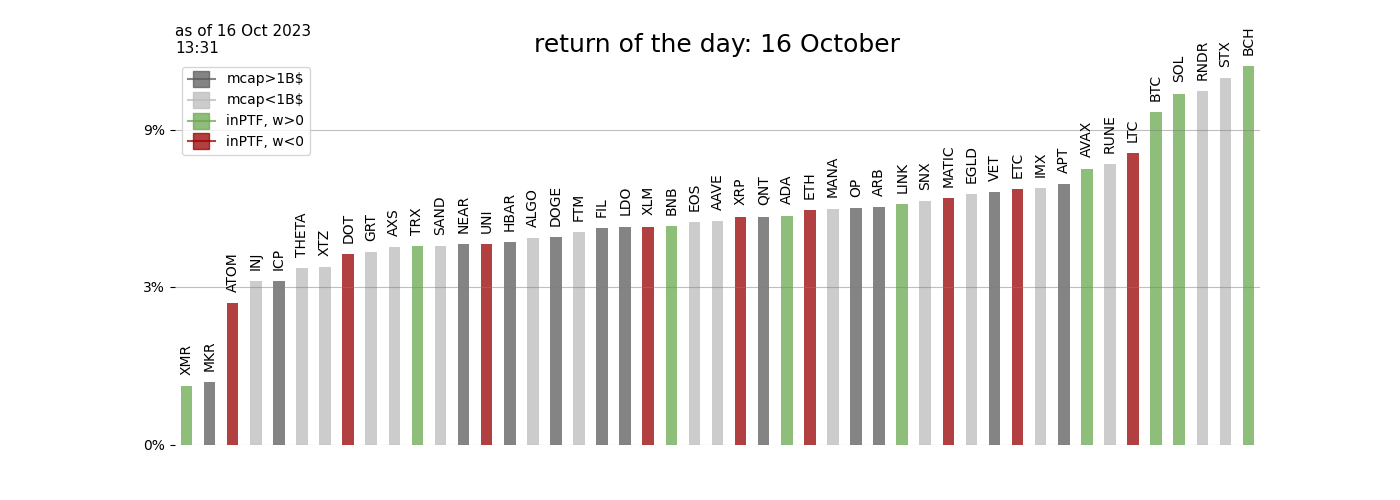 as of 16 Oct 2023
13:31
return of the day: 16 October
mcap>1B$
mcap<1B$
inPTF, w>0
inPTF, w<0
9%
3%
0%
XMR
MKR
ATOM
INJ
ICP
THETA
XTZ
DOT
GRT
AXS
TRX
SAND
NEAR
UNI
HBAR
ALGO
DOGE
FTM
FIL
LDO
XLM
BNB
EOS
AAVE
XRP
QNT
ADA
ETH
MANA
OP
ARB
LINK
SNX
MATIC
EGLD
VET
ETC
IMX
APT
AVAX
RUNE
LTC
BTC
SOL
RNDR
STX
BCH